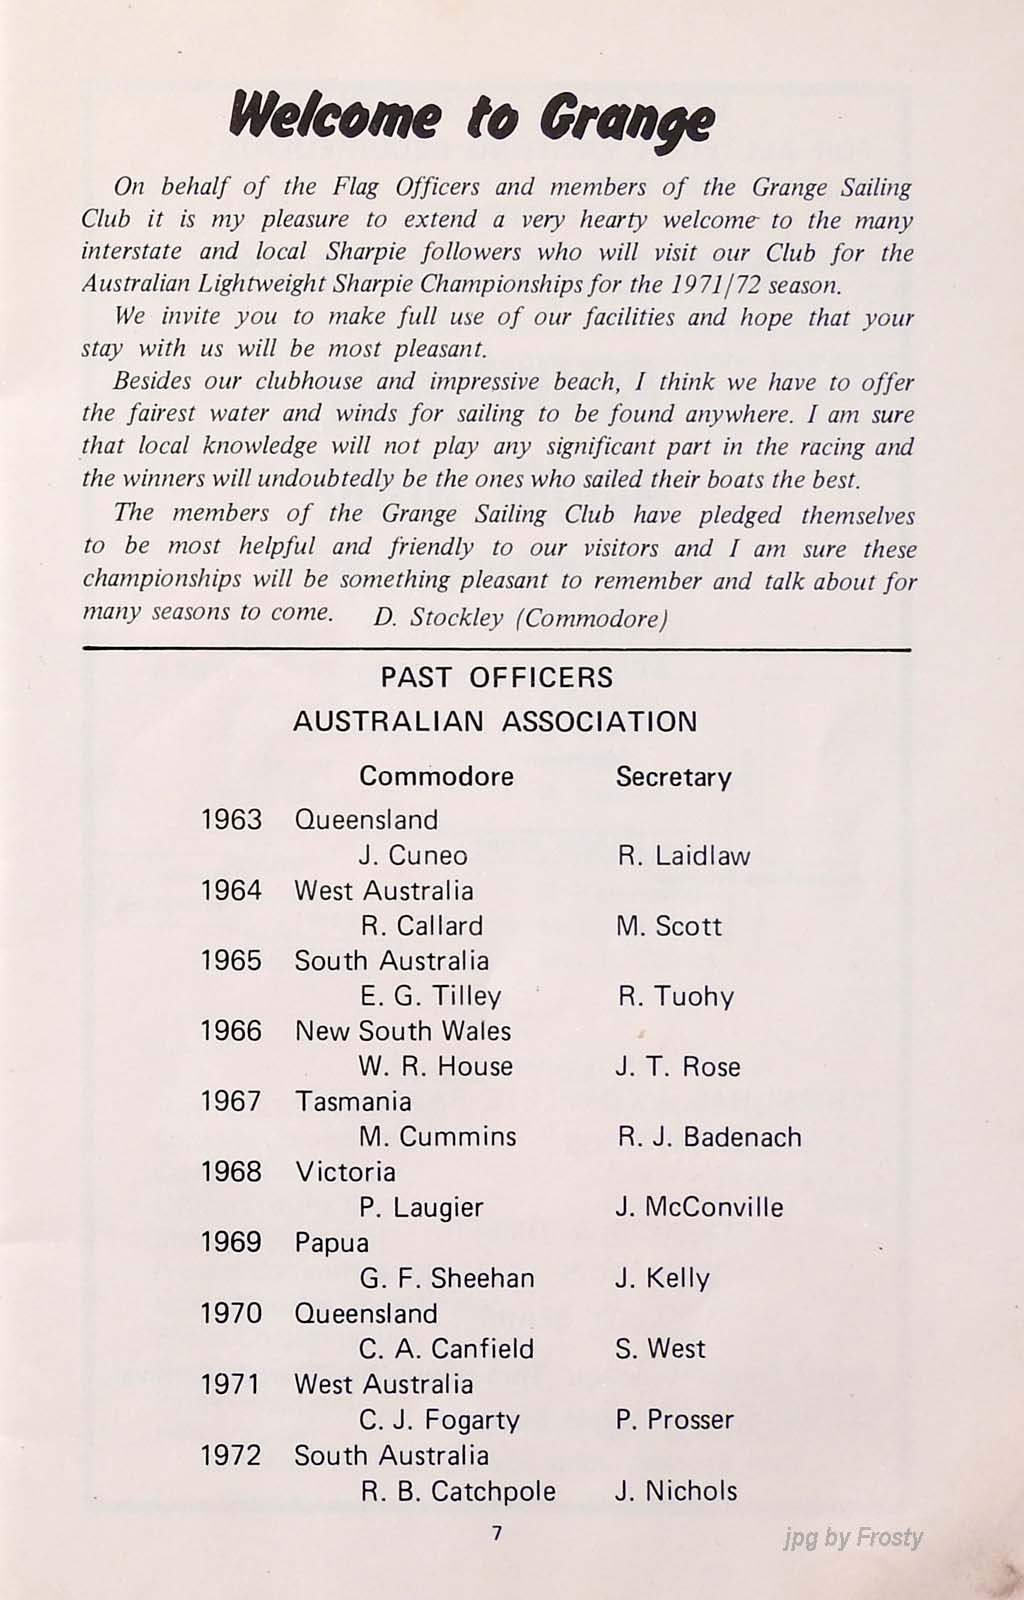 Welcome to Grange
On behalf of the Flag Officers and members of the Grange Sailing
Club it is my pleasure to extend a very hearty welcome to the many
interstate and local Sharpie followers who will visit our Club for the
Australian Lightweight Sharpie Championships for the 1971/72 season.
We invite you to make full use of our facilities and hope that your
stay with us will be most pleasant.
Besides our clubhouse and impressive beach, I think we have to offer
the fairest water and winds for sailing to be found anywhere. I am sure
that local knowledge will not play any significant part in the racing and
the winners will undoubtedly be the ones who sailed their boats the best.
The members of the Grange Sailing Club have pledged themselves
to be most helpful and friendly to our visitors and I am sure these
championships will be something pleasant to remember and talk about for
many seasons to come. D. Stockley (Commodore)
PAST OFFICERS
AUSTRALIAN ASSOCIATION
Commodore Secretary
1963 Queensland
J. Cuneo R. Laidlaw
1964 West Australia
R. Callard M. Scott
1965 South Australia
E. G. Tilley R. Tuohy
1966 New South Wales
W. R. House J. T. Rose
1967 Tasmania
M. Cummins R. J. Badenach
1968 Victoria
P. Laugier J. McConville
1969 Papua
G. F. Sheehan J. Kelly
1970 Queensland
C. A. Canfield S. West
1971 West Australia
C. J. Fogarty P. Prosser
1972 South Australia
R. B. Catchpole J. Nichols
7
jpg by Frosty